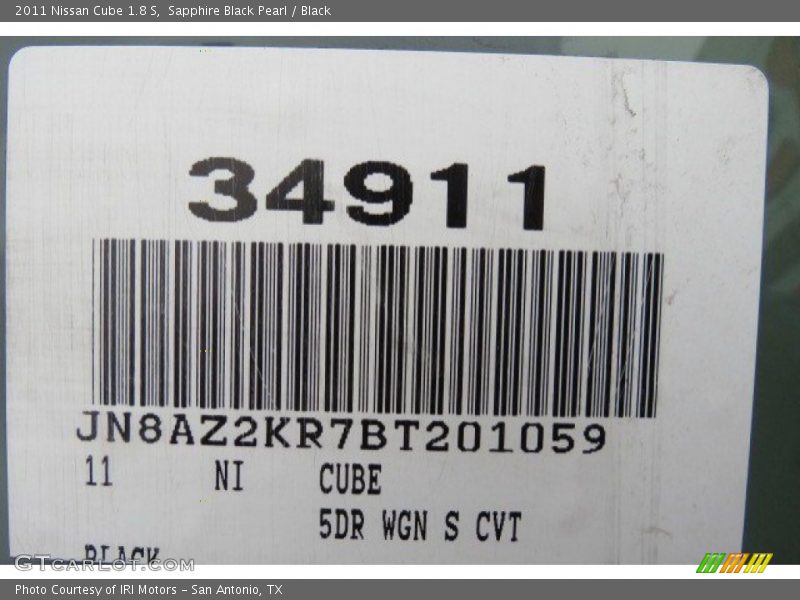 2011 Nissan Cube 1.8 S,  Sapphire Black Pearl / Black
34911
JN8AZ2KR7BT201059
11 NI CUBE
5DR WGN S CVT
BLACK
GTcarlot.com
Photo Courtesy of IRI Motors – San Antonio, TX